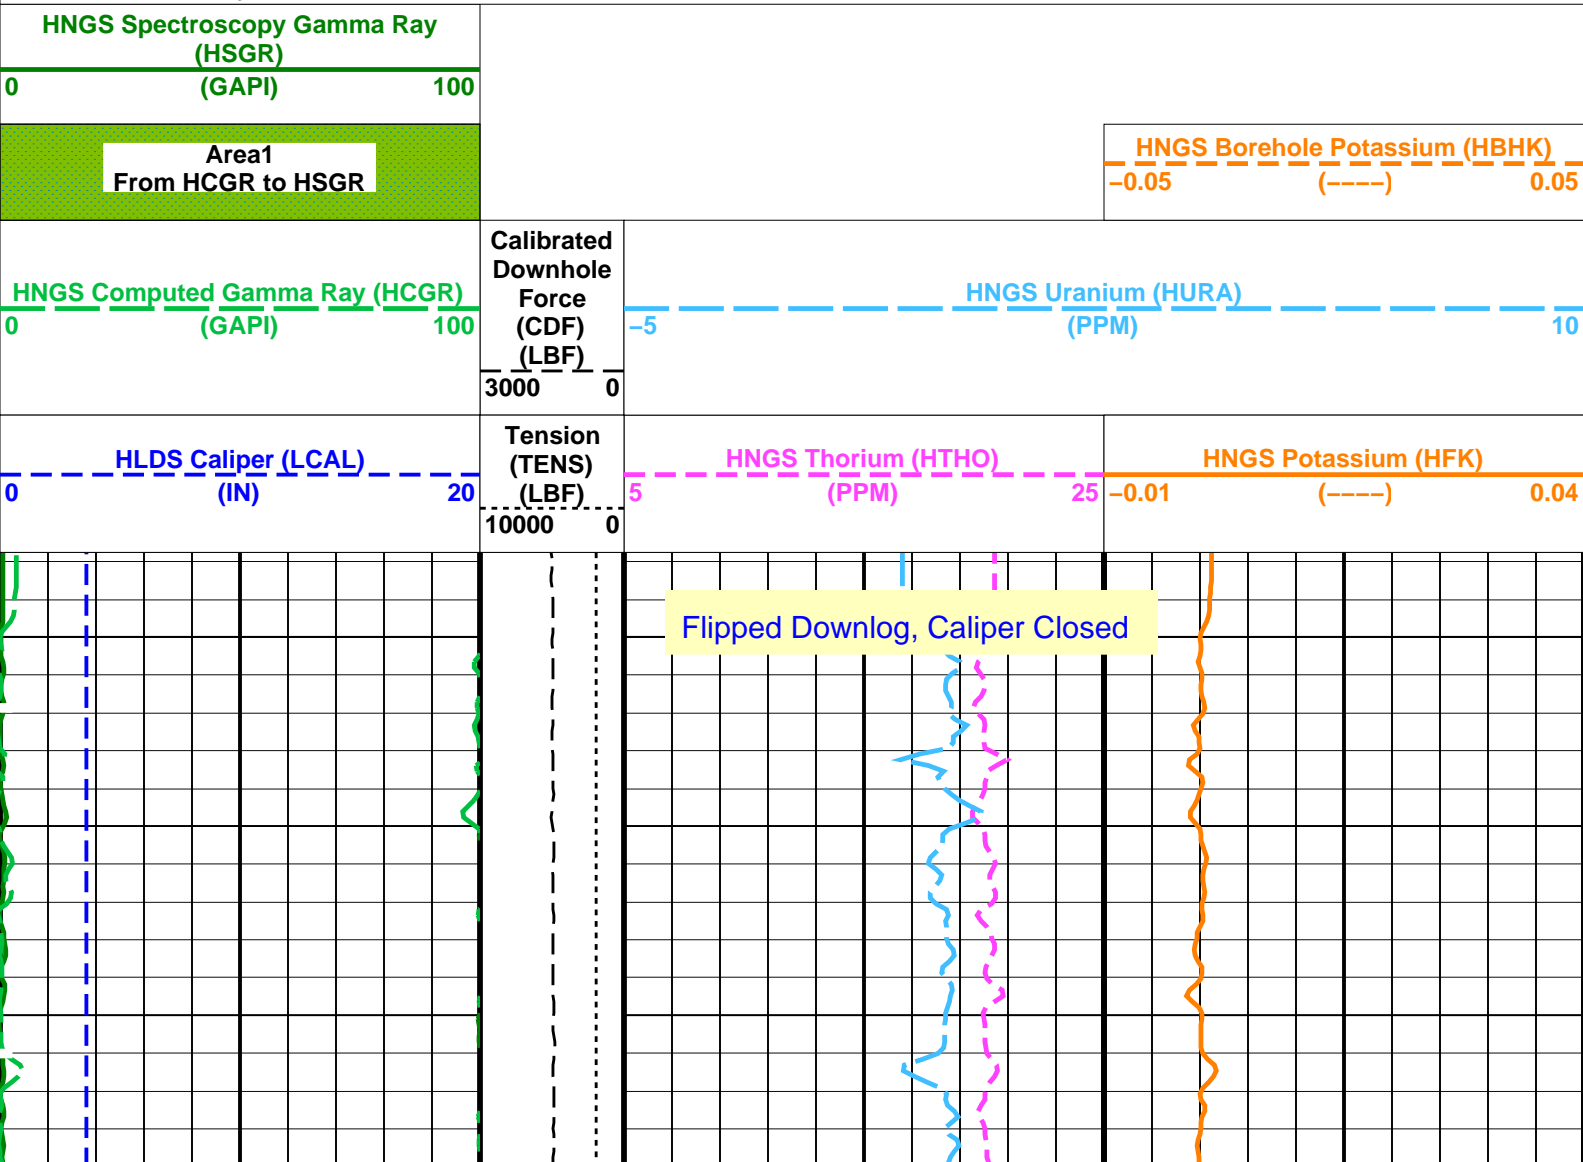 HNGS Spectroscopy Gamma Ray
(HSGR)
0 (GAPI) 100
Area1
From HCGR to HSGR
HNGS Borehole Potassium (HBHK)
−0.05 (−−−−) 0.05
HNGS Computed Gamma Ray (HCGR)
0 (GAPI) 100
Calibrated
Downhole
Force
(CDF)
(LBF)
3000 0
HNGS Uranium (HURA)
−5 (PPM) 10
HLDS Caliper (LCAL)
0 (IN) 20
Tension
(TENS)
(LBF)
10000 0
HNGS Thorium (HTHO)
5 (PPM) 25
HNGS Potassium (HFK)
−0.01 (−−−−) 0.04
Flipped Downlog, Caliper Closed